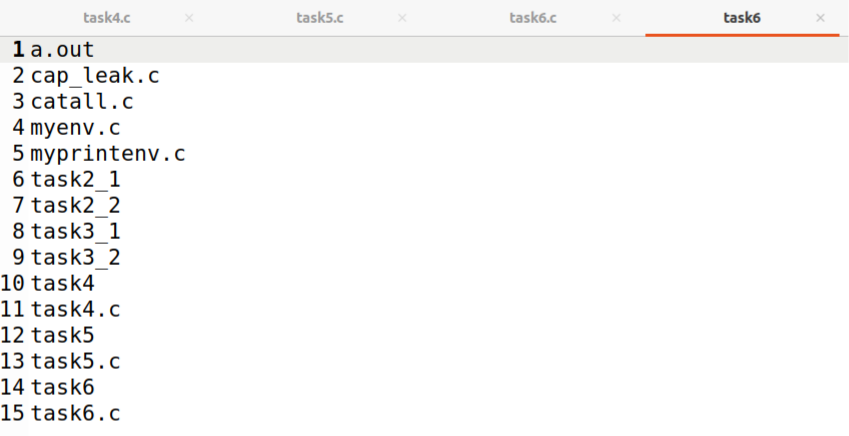 task4.c × task5.c × task6.c × task6 ×
1 a.out
2 cap_leak.c
3 catall.c
4 myenv.c
5 myprintenv.c
6 task2_1
7 task2_2
8 task3_1
9 task3_2
10 task4
11 task4.c
12 task5
13 task5.c
14 task6
15 task6.c